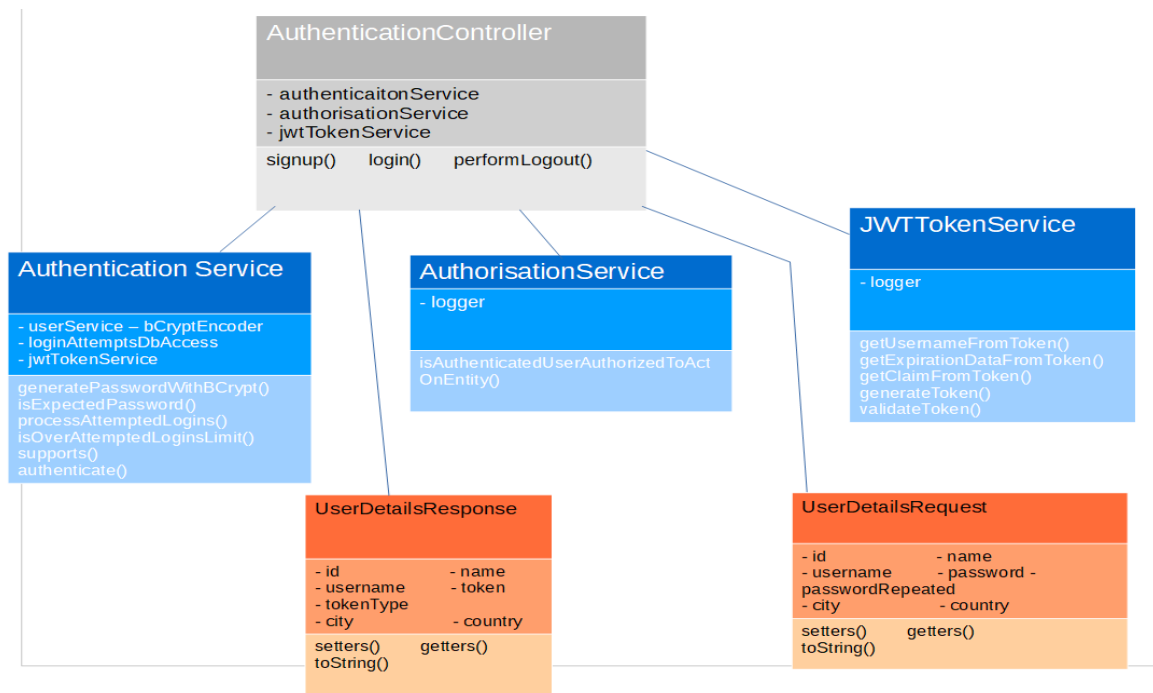 AuthenticationController
- authenticaitonService
- authorisationService
- jwtTokenService
signup() login() performLogout()
Authentication Service
- userService – bCryptEncoder
- loginAttemptsDbAccess
- jwtTokenService
generatePasswordWithBCrypt()
isExpectedPassword()
processAttemptedLogins()
isOverAttemptedLoginsLimit()
supports()
authenticate()
AuthorisationService
- logger
isAuthenticatedUserAuthorizedToAct
OnEntity()
JWTTokenService
- logger
getUsernameFromToken()
getExpirationDataFromToken()
getClaimFromToken()
generateToken()
validateToken()
UserDetailsResponse
- id - name
- username - token
- tokenType
- city - country
setters() getters()
toString()
UserDetailsRequest
- id - name
- username - password -
passwordRepeated
- city - country
setters() getters()
toString()